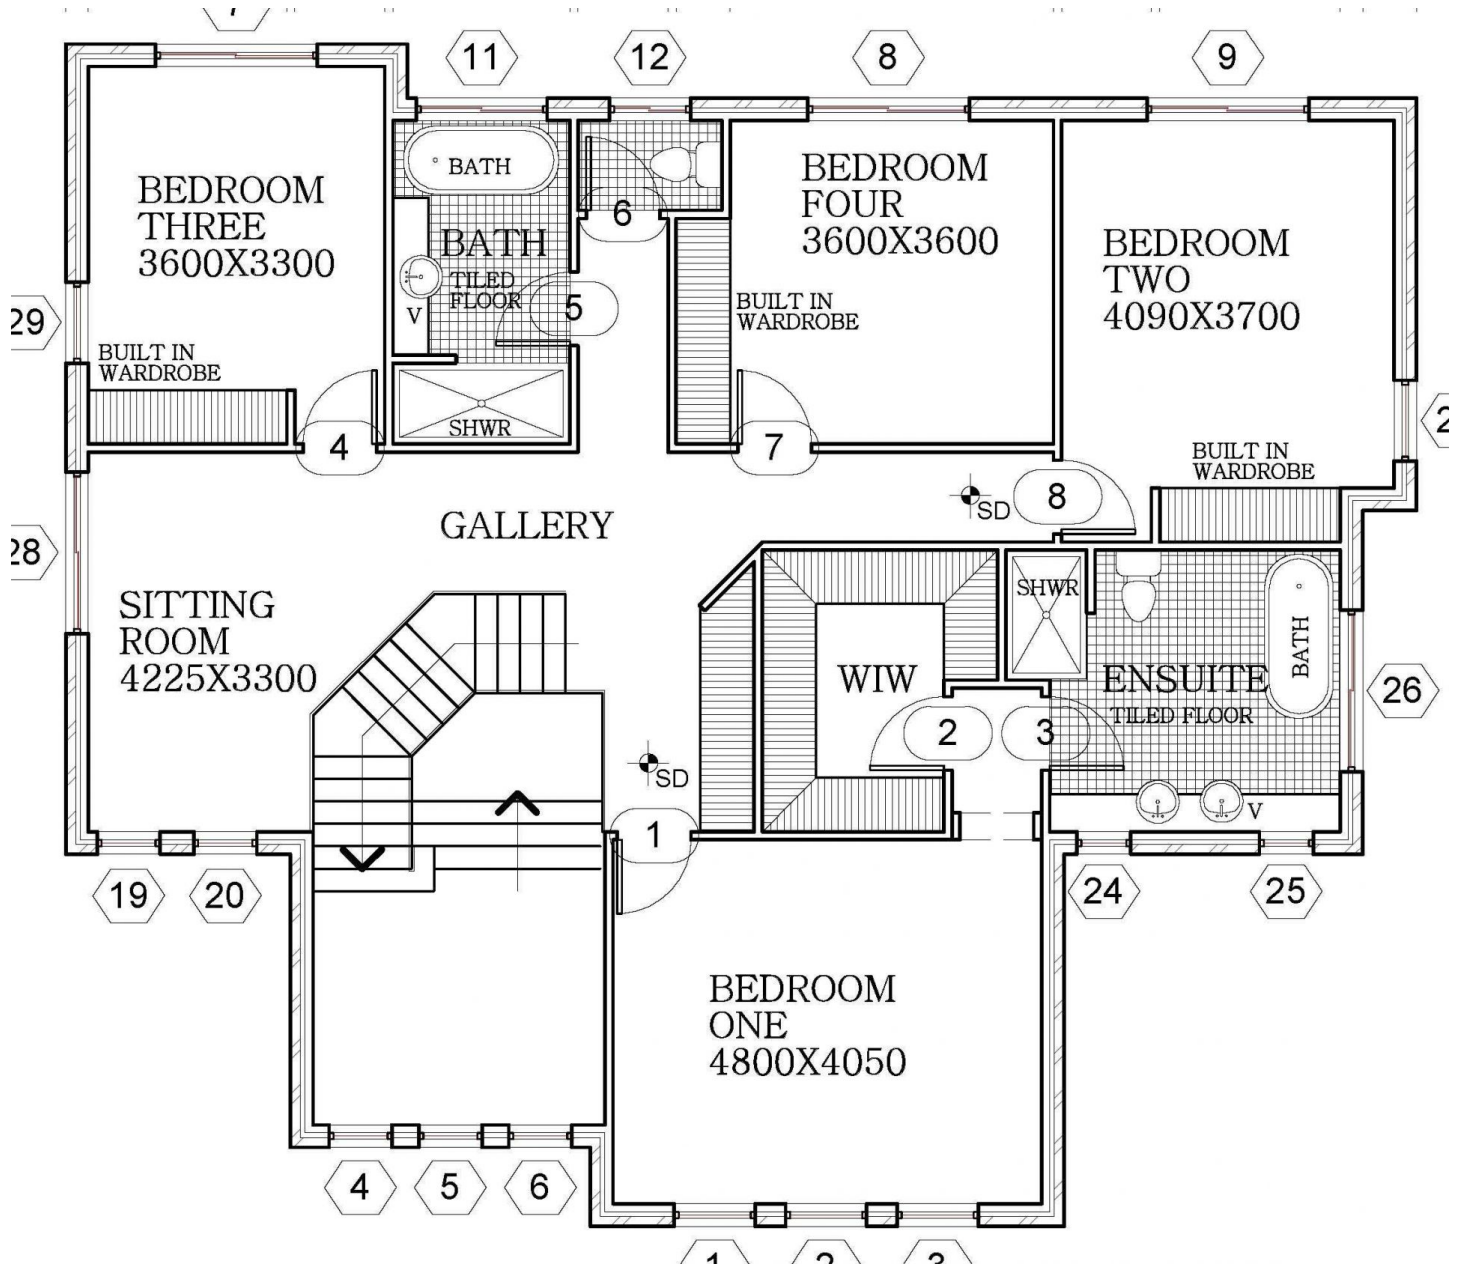 11
12
8
9
BEDROOM
THREE
3600X3300
BATH
BATH
TILED
FLOOR
V
SHWR
6
5
BEDROOM
FOUR
3600X3600
BUILT IN
WARDROBE
BEDROOM
TWO
4090X3700
29
BUILT IN
WARDROBE
4
7
BUILT IN
WARDROBE
8
SD
GALLERY
28
SITTING
ROOM
4225X3300
SHWR
WIW
ENSUITE
TILED FLOOR
BATH
26
2
3
SD
V
1
19
20
24
25
BEDROOM
ONE
4800X4050
4
5
6
1
2
3